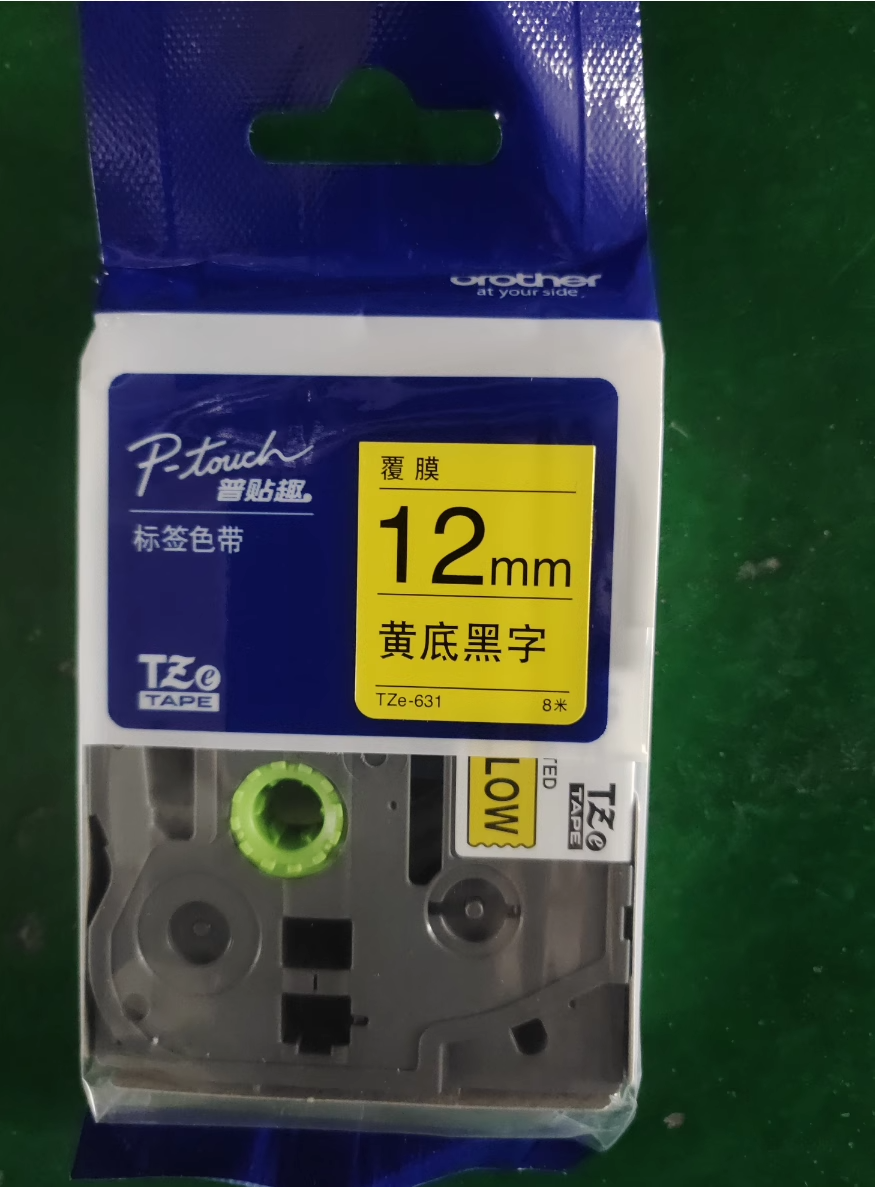 brother
at your side
P-touch
普贴趣
标签色带
TZe
TAPE
覆膜
12mm
黄底黑字
TZe-631 8米
LOW
TED
TZe
TAPE